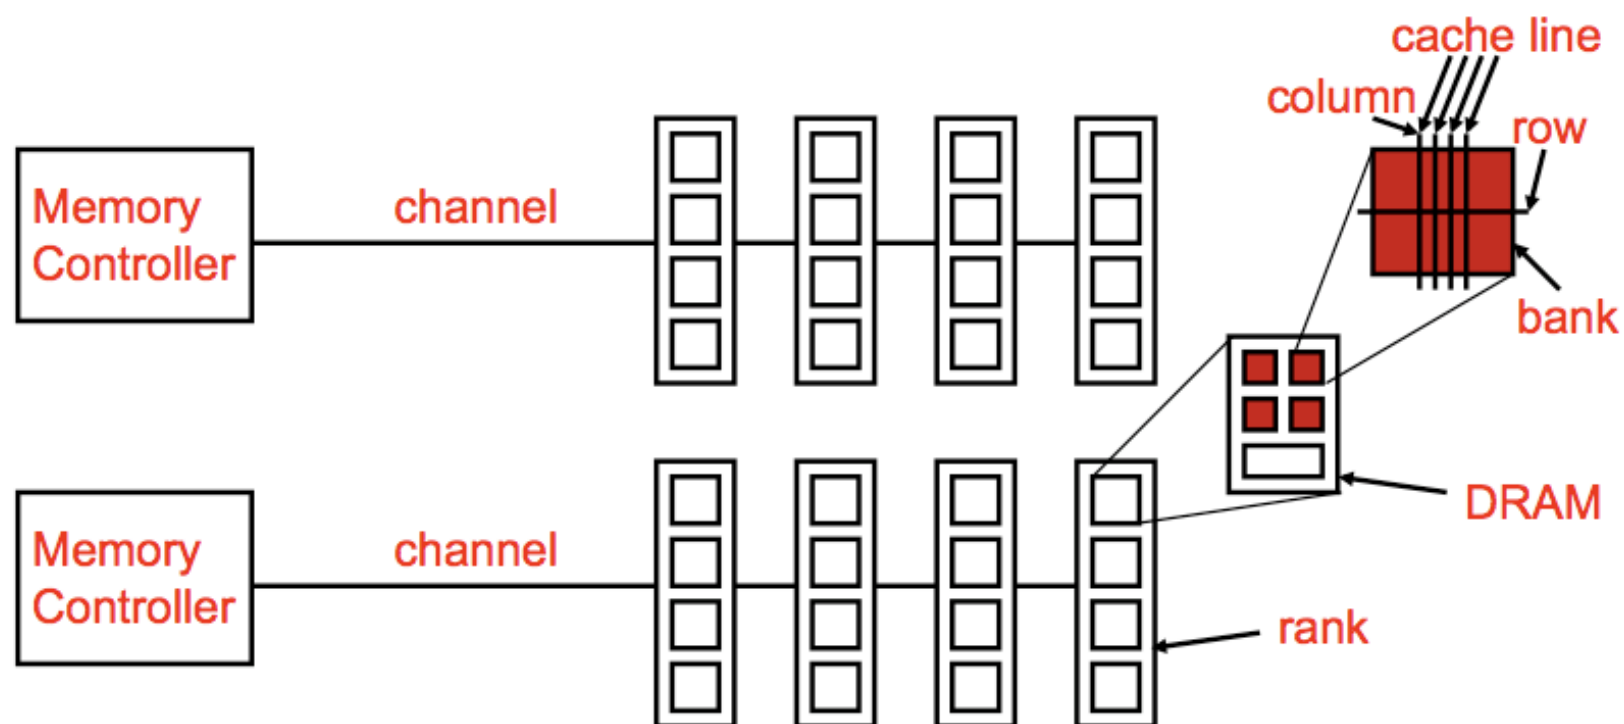 cache line
column
row
Memory
Controller
channel
bank
DRAM
Memory
Controller
channel
rank